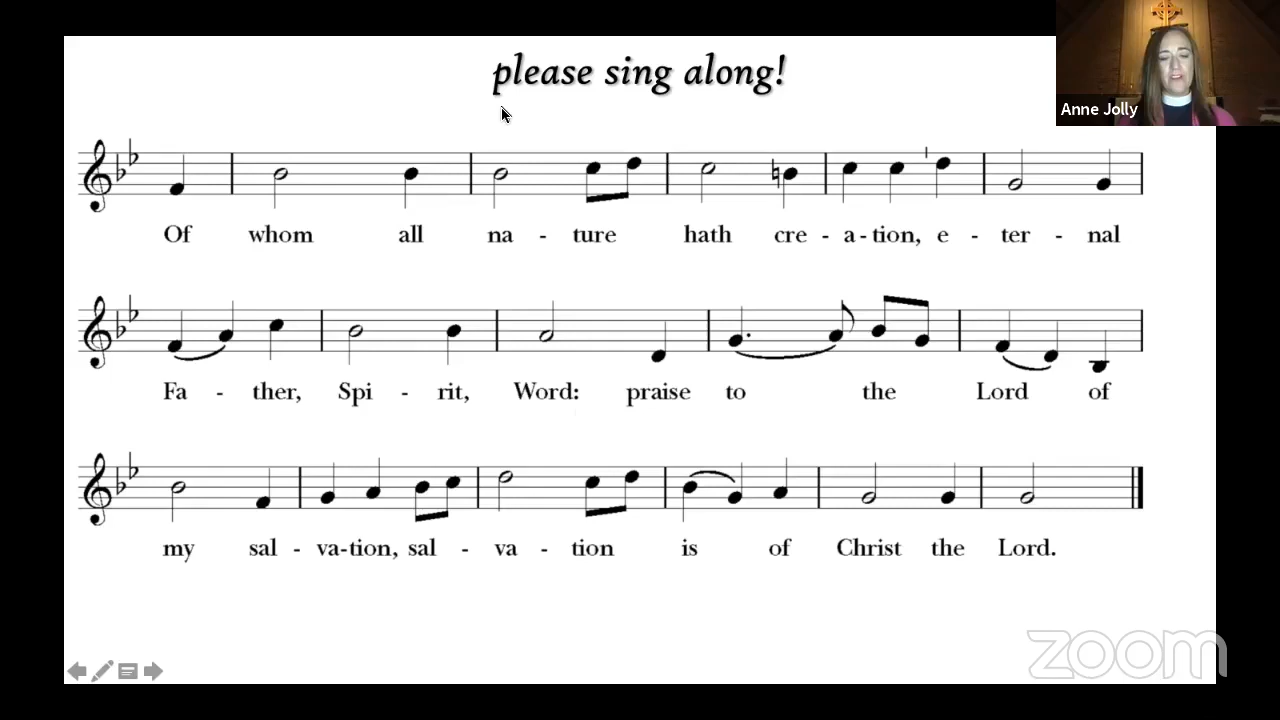 please sing along!
Anne Jolly
Of whom all na - ture hath cre - a - tion, e - ter - nal
Fa - ther, Spi - rit, Word: praise to the Lord of
my sal - va-tion, sal - va - tion is of Christ the Lord.
zoom